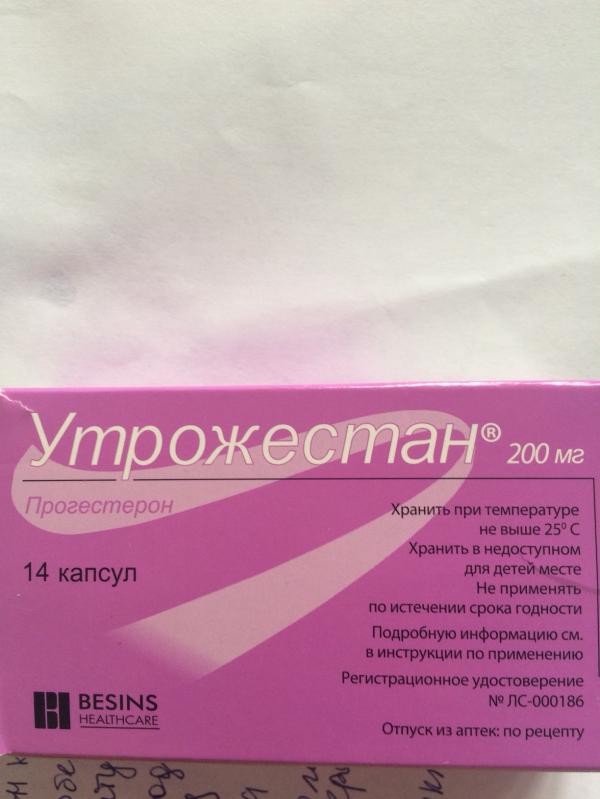 Утрожестан® 200 мг
Прогестерон
14 капсул
Хранить при температуре
не выше 25⁰ С
Хранить в недоступном
для детей месте
Не применять
по истечении срока годности
Подробную информацию см.
в инструкции по применению
Регистрационное удостоверение
№ ЛС-000186
Отпуск из аптек: по рецепту
BESINS
HEALTHCARE